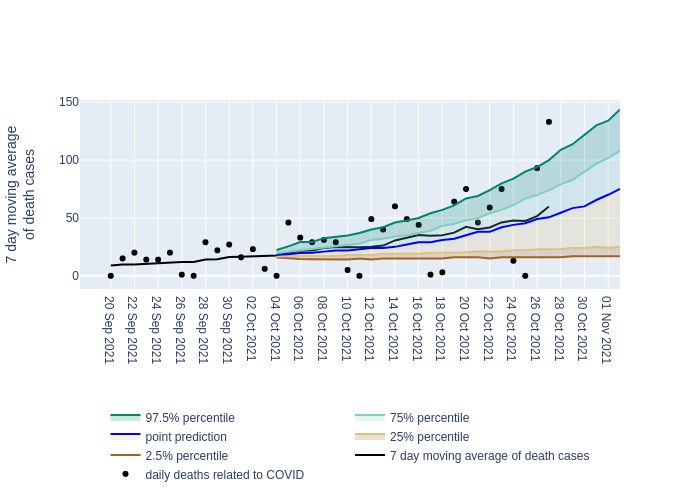 7 day moving average
of death cases
150
100
50
0
20 Sep 2021
22 Sep 2021
24 Sep 2021
26 Sep 2021
28 Sep 2021
30 Sep 2021
02 Oct 2021
04 Oct 2021
06 Oct 2021
08 Oct 2021
10 Oct 2021
12 Oct 2021
14 Oct 2021
16 Oct 2021
18 Oct 2021
20 Oct 2021
22 Oct 2021
24 Oct 2021
26 Oct 2021
28 Oct 2021
30 Oct 2021
01 Nov 2021
97.5% percentile
75% percentile
point prediction
25% percentile
2.5% percentile
7 day moving average of death cases
daily deaths related to COVID